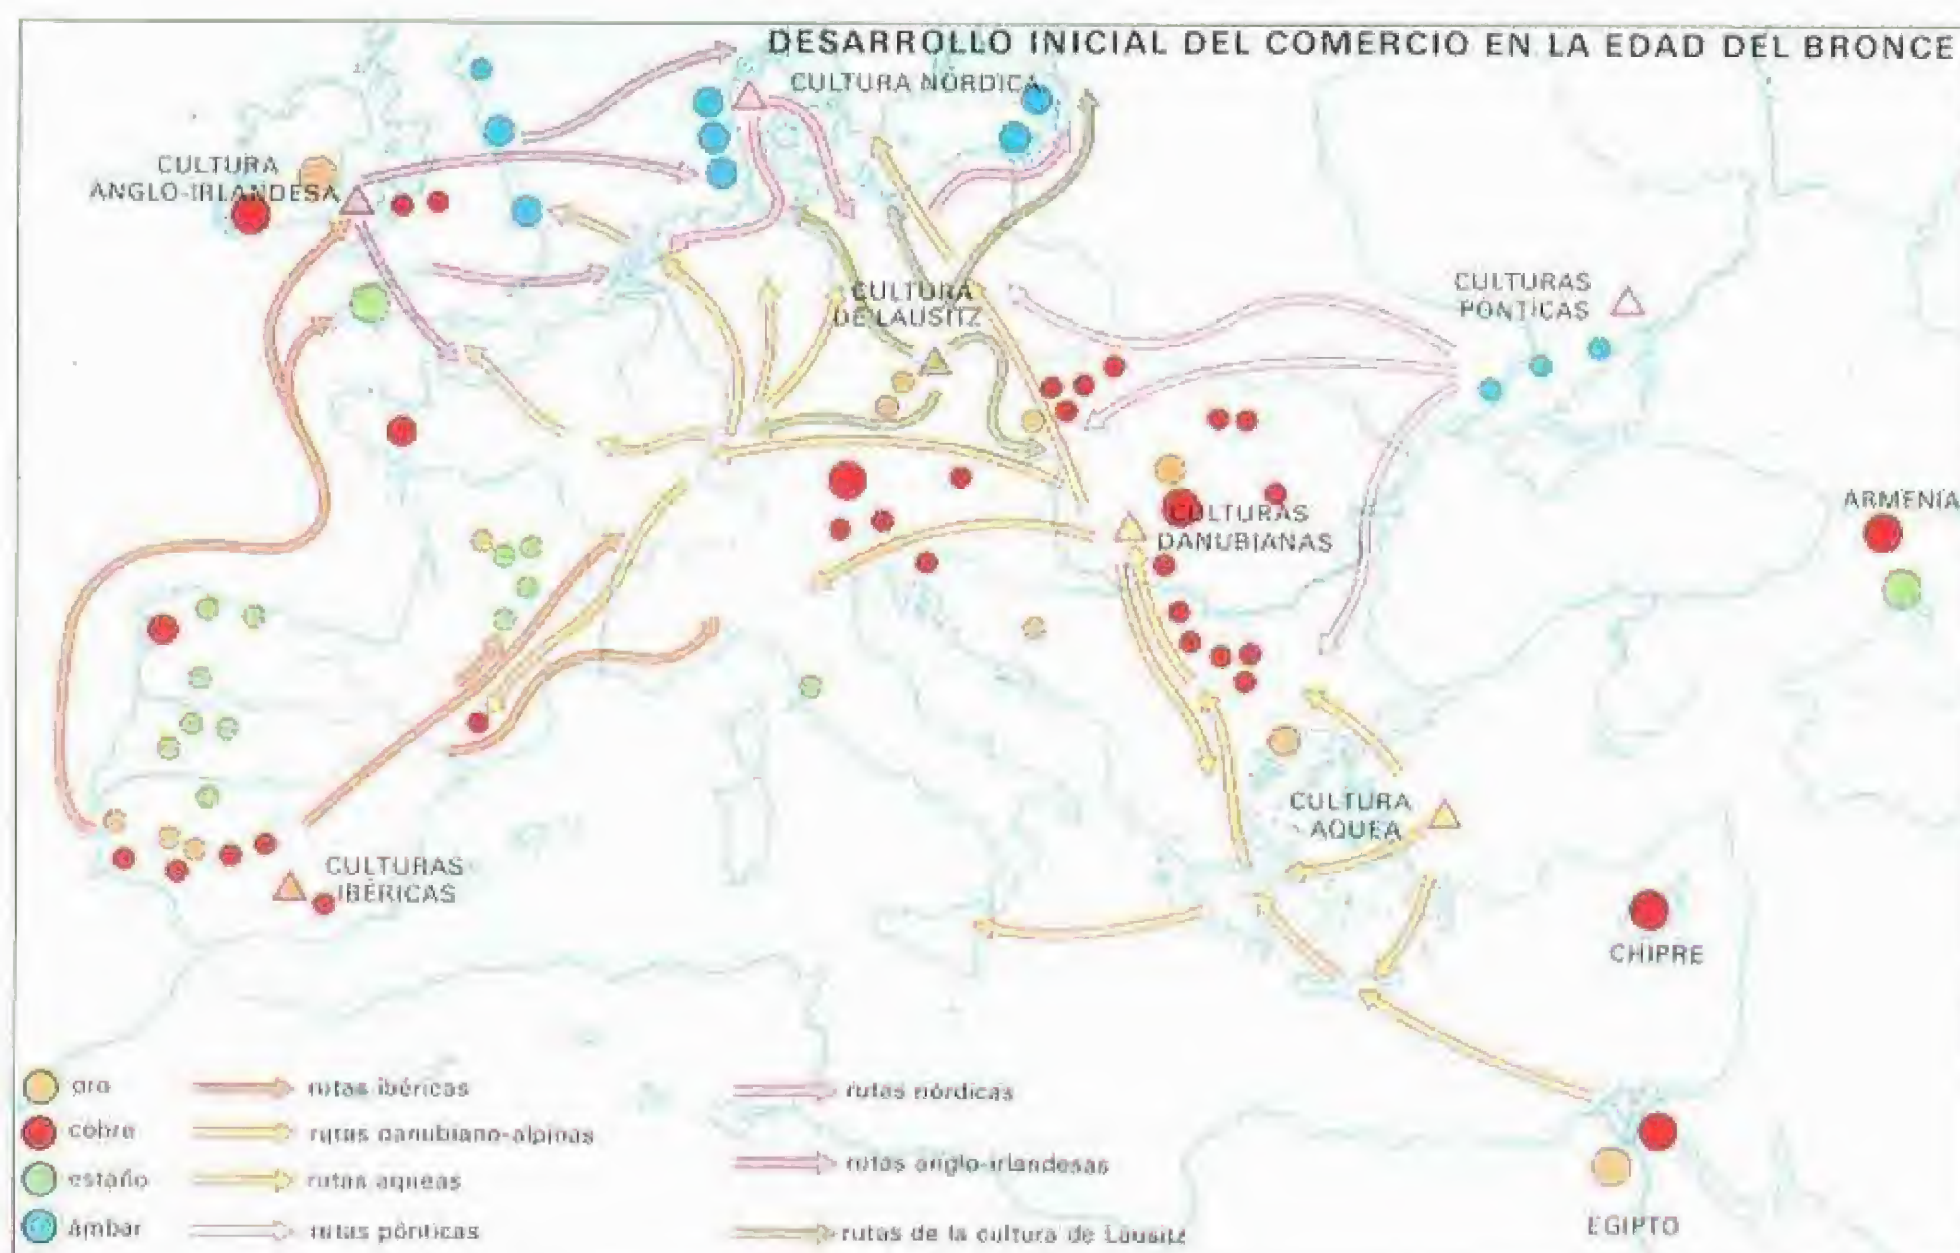 DESARROLLO INICIAL DEL COMERCIO EN LA EDAD DEL BRONCE
CULTURA NÓRDICA
CULTURA
ANGLO-IRLANDESA
CULTURA
DE LAUSITZ
CULTURAS
PÓNTICAS
ARMENIA
CULTURAS
DANUBIANAS
CULTURA
AQUEA
CULTURAS
IBÉRICAS
CHIPRE
EGIPTO
oro
cobre
estaño
ámbar
rutas ibéricas
rutas danubiano-alpinas
rutas aqueas
rutas pónticas
rutas nórdicas
rutas anglo-irlandesas
rutas de la cultura de Lausitz